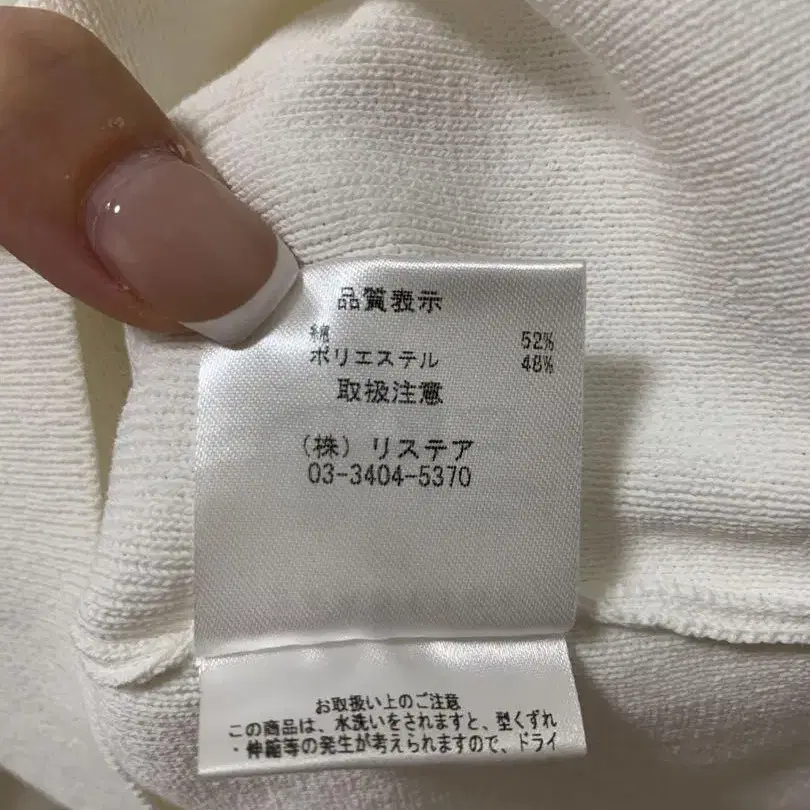 品質表示
綿 52%
ポリエステル 48%
取扱注意
(株) リステア
03-3404-5370
お取扱い上のご注意
この商品は、水洗いをされますと、型くずれ
・伸縮等の発生が考えられますので、ドライ